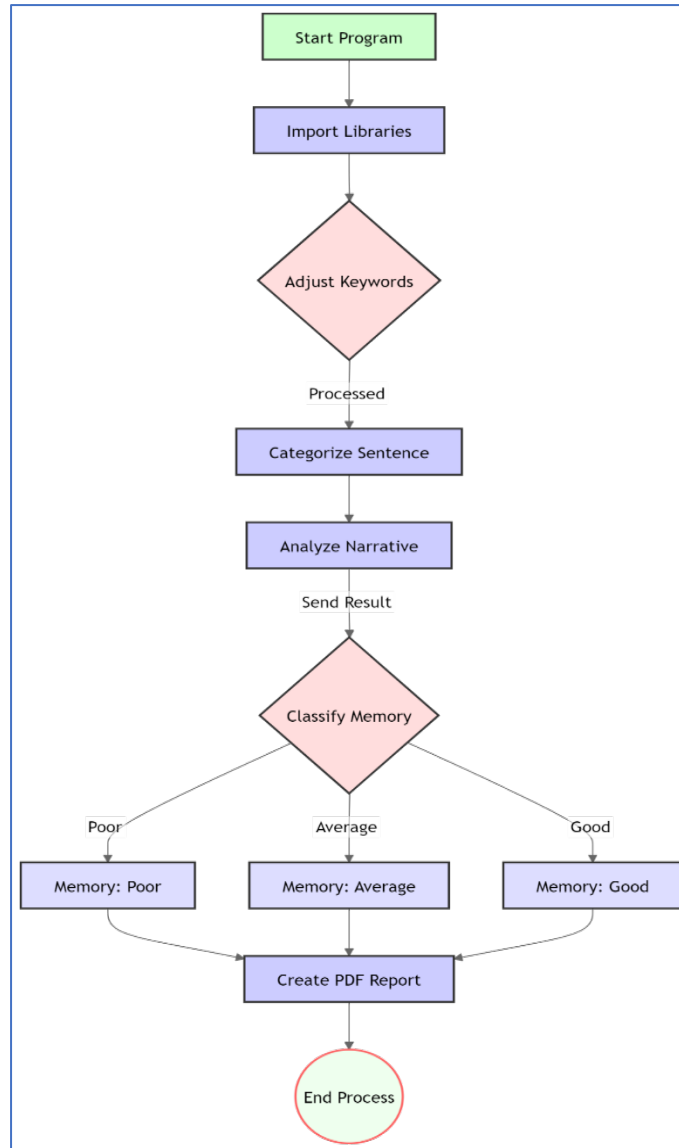 Start Program
Import Libraries
Adjust Keywords
Processed
Categorize Sentence
Analyze Narrative
Send Result
Classify Memory
Poor
Average
Good
Memory: Poor
Memory: Average
Memory: Good
Create PDF Report
End Process